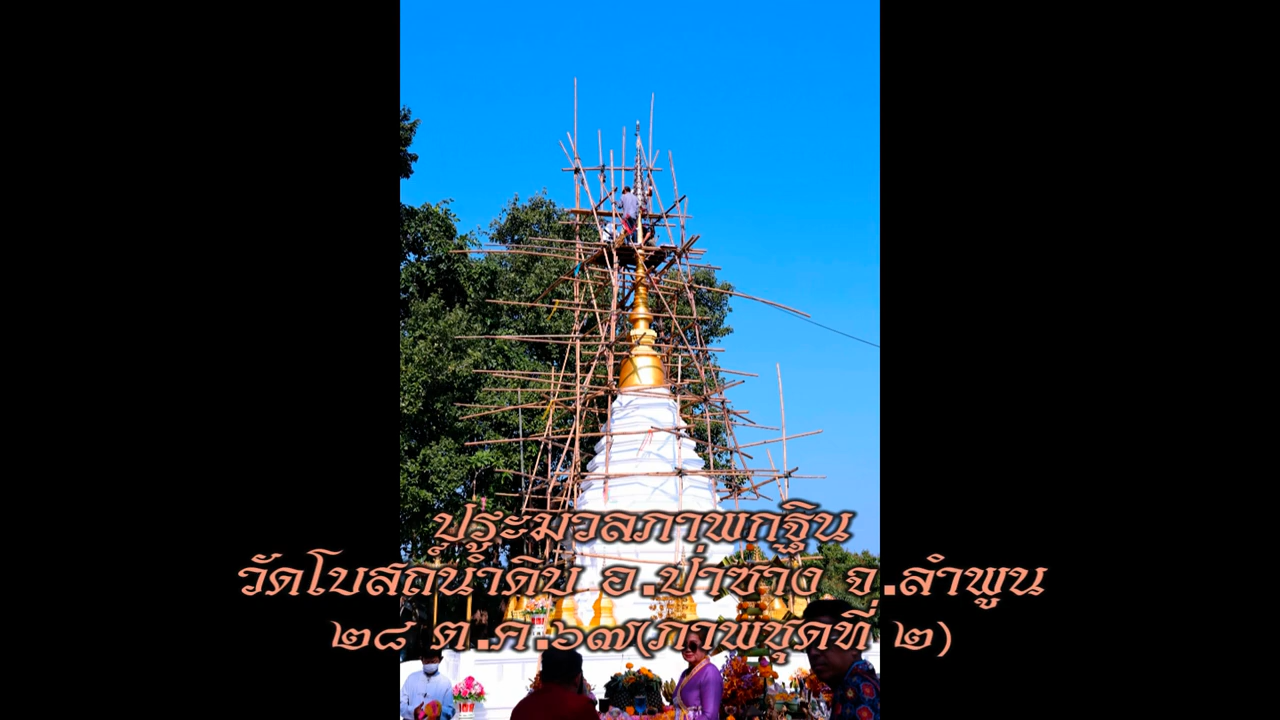 ประมวลภาพกฐิน
วัดโบสถ์น้ำดิบ อ.ป่าซาง จ.ลำพูน
๒๘ ต.ค.๖๗(ภาพชุดที่ ๒)